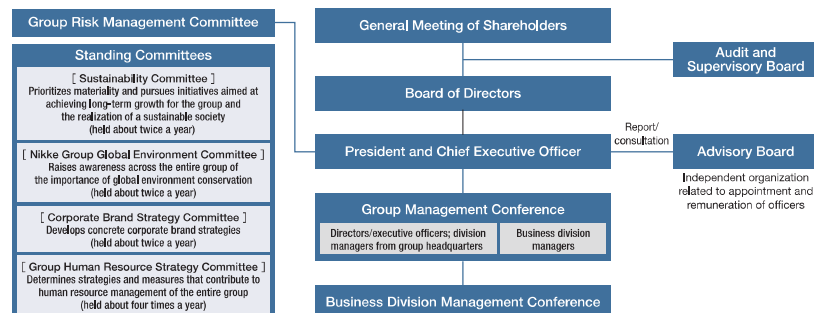 Group Risk Management Committee
Standing Committees
[ Sustainability Committee ]
Prioritizes materiality and pursues initiatives aimed at
achieving long-term growth for the group and
the realization of a sustainable society
(held about twice a year)
[ Nikke Group Global Environment Committee ]
Raises awareness across the entire group of
the importance of global environment conservation
(held about twice a year)
[ Corporate Brand Strategy Committee ]
Develops concrete corporate brand strategies
(held about twice a year)
[ Group Human Resource Strategy Committee ]
Determines strategies and measures that contribute to
human resource management of the entire group
(held about four times a year)
General Meeting of Shareholders
Audit and
Supervisory Board
Board of Directors
President and Chief Executive Officer
Report/
consultation
Advisory Board
Independent organization
related to appointment and
remuneration of officers
Group Management Conference
Directors/executive officers; division
managers from group headquarters
Business division
managers
Business Division Management Conference